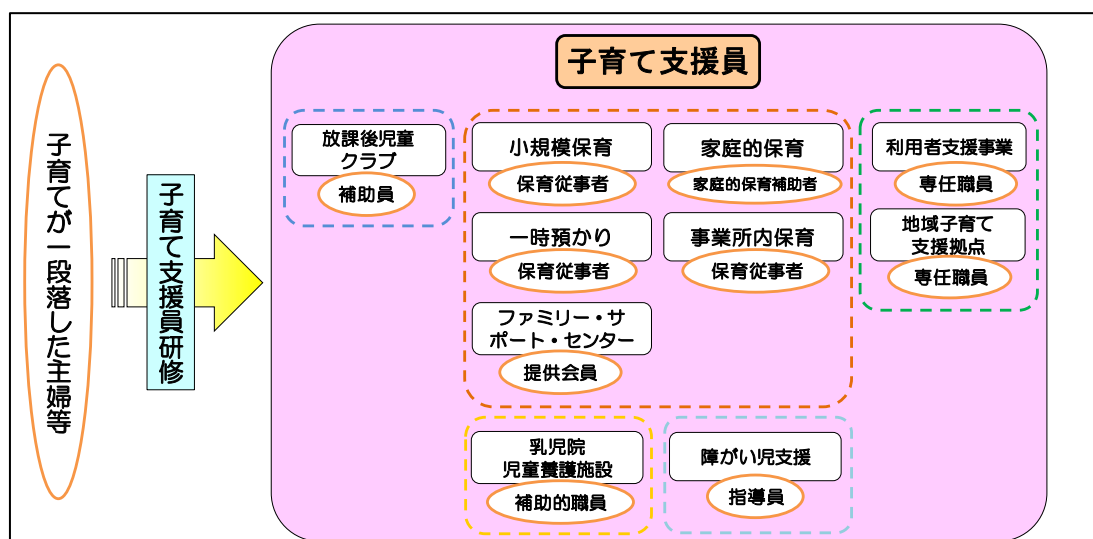 子育てが一段落した主婦等
子育て支援員研修
子育て支援員
放課後児童
クラブ
補助員
小規模保育
保育従事者
家庭的保育
家庭的保育補助者
一時預かり
保育従事者
事業所内保育
保育従事者
ファミリー・サ
ポート・センター
提供会員
利用者支援事業
専任職員
地域子育て
支援拠点
専任職員
乳児院
児童養護施設
補助的職員
障がい児支援
指導員